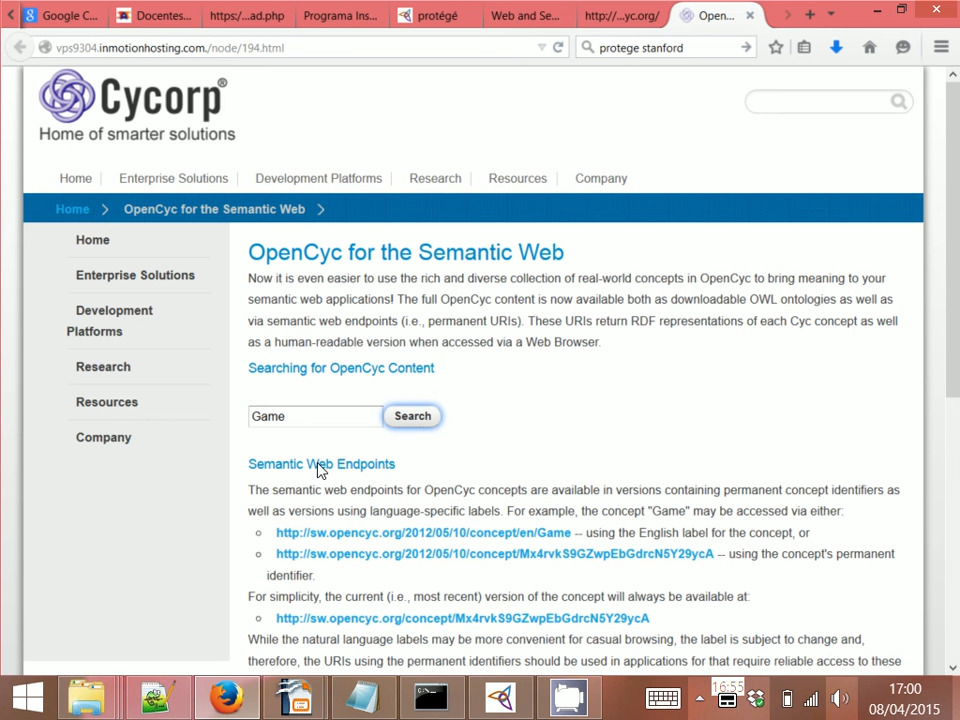 Google C...
Docentes...
https:/...ad.php
Programa Ins...
protégé
Web and Se...
http://...yc.org/
Open...
vps9304.inmotionhosting.com./node/194.html
protege stanford
Cycorp®
Home of smarter solutions
Home
Enterprise Solutions
Development Platforms
Research
Resources
Company
Home
OpenCyc for the Semantic Web
Home
Enterprise Solutions
Development
Platforms
Research
Resources
Company
OpenCyc for the Semantic Web
Now it is even easier to use the rich and diverse collection of real-world concepts in OpenCyc to bring meaning to your
semantic web applications! The full OpenCyc content is now available both as downloadable OWL ontologies as well as
via semantic web endpoints (i.e., permanent URIs). These URIs return RDF representations of each Cyc concept as well
as a human-readable version when accessed via a Web Browser.
Searching for OpenCyc Content
Game
Search
Semantic Web Endpoints
The semantic web endpoints for OpenCyc concepts are available in versions containing permanent concept identifiers as
well as versions using language-specific labels. For example, the concept "Game" may be accessed via either:
http://sw.opencyc.org/2012/05/10/concept/en/Game -- using the English label for the concept, or
http://sw.opencyc.org/2012/05/10/concept/Mx4rvkS9GZwpEbGdrcN5Y29ycA -- using the concept's permanent
identifier.
For simplicity, the current (i.e., most recent) version of the concept will always be available at:
http://sw.opencyc.org/concept/Mx4rvkS9GZwpEbGdrcN5Y29ycA
While the natural language labels may be more convenient for casual browsing, the label is subject to change and,
therefore, the URIs using the permanent identifiers should be used in applications for that require reliable access to these
16:55
17:00
08/04/2015